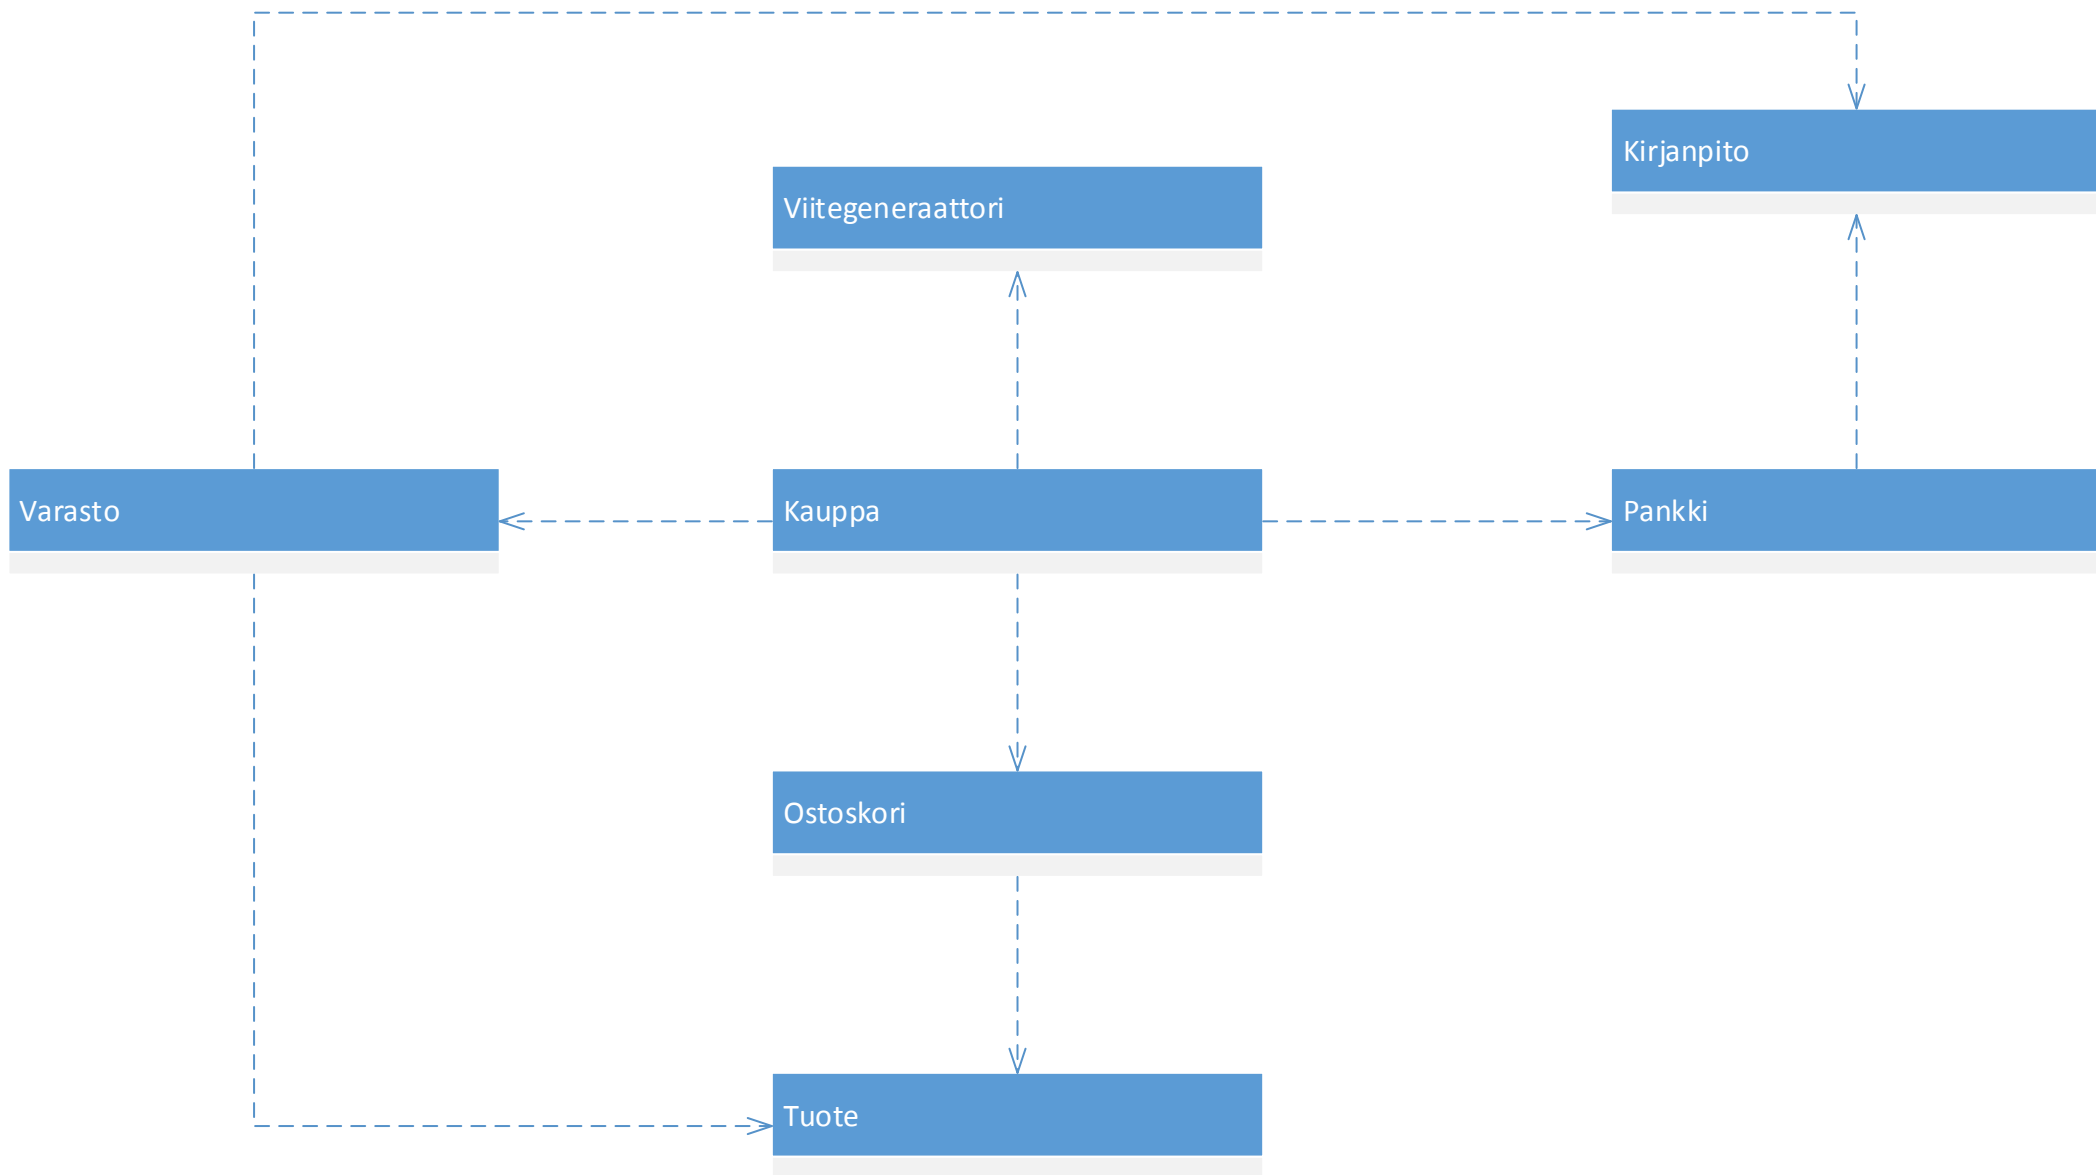 Kirjanpito
Viitegeneraattori
Varasto
Kauppa
Pankki
Ostoskori
Tuote